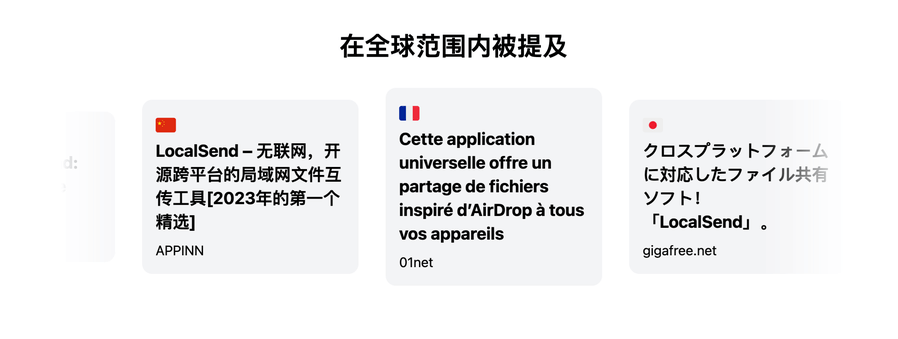 在全球范围内被提及
LocalSend – 无联网，开
源跨平台的局域网文件互
传工具[2023年的第一个
精选]
APPINN
Cette application
universelle offre un
partage de fichiers
inspiré d’AirDrop à tous
vos appareils
01net
クロスプラットフォーム
に対応したファイル共有
ソフト！
「LocalSend」。
gigafree.net